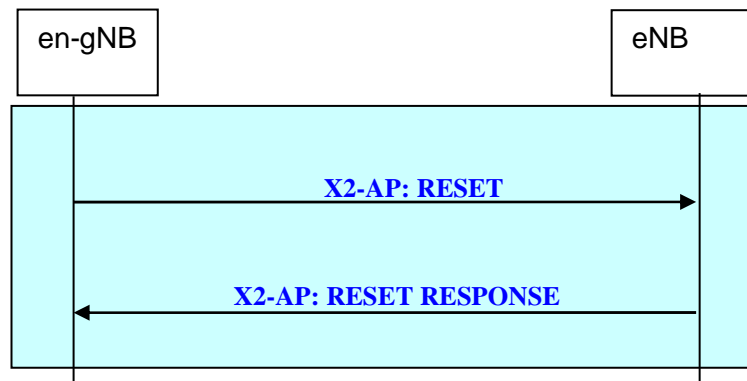 en-gNB
eNB
X2-AP: RESET
X2-AP: RESET RESPONSE